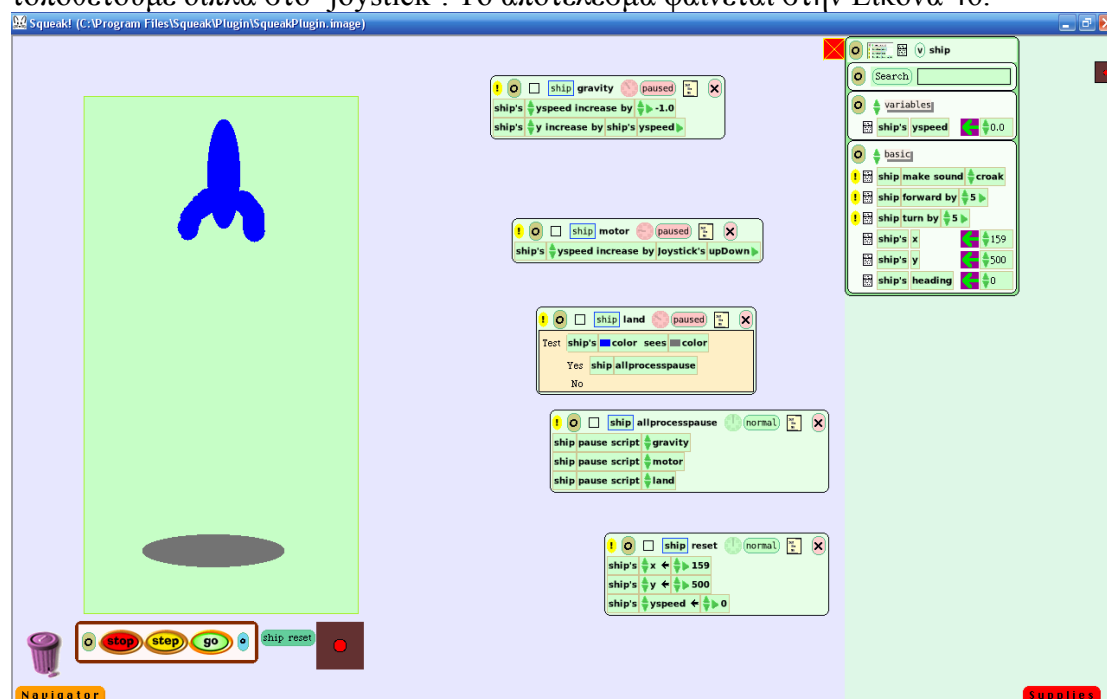 τοποθετούμε δίπλα στο "joystick". Το αποτέλεσμα φαίνεται στην Εικόνα 40.
Squeak! (C:\Program Files\Squeak\Plugin\SqueakPlugin.image)
! O ship gravity paused
ship's yspeed increase by -1.0
ship's y increase by ship's yspeed
! O ship motor paused
ship's yspeed increase by Joystick's upDown
! O ship land paused
Test ship's color sees color
Yes ship allprocesspause
No
! O ship allprocesspause normal
ship pause script gravity
ship pause script motor
ship pause script land
! O ship reset normal
ship's x ← 159
ship's y ← 500
ship's yspeed ← 0
O v ship
O Search
O variables
ship's yspeed 0.0
O basic
! ship make sound croak
! ship forward by 5
! ship turn by 5
ship's x 159
ship's y 500
ship's heading 0
O stop step go
ship reset
Navigator
Supplies